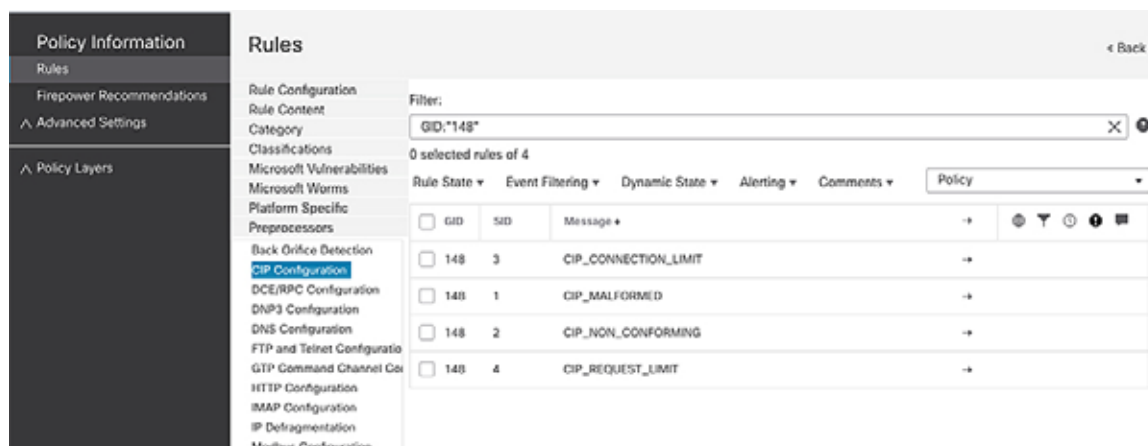 Policy Information
Rules
Firepower Recommendations
Advanced Settings
Policy Layers
Rules
< Back
Rule Configuration
Rule Content
Category
Classifications
Microsoft Vulnerabilities
Microsoft Worms
Platform Specific
Preprocessors
Back Orifice Detection
CIP Configuration
DCE/RPC Configuration
DNP3 Configuration
DNS Configuration
FTP and Telnet Configuratio
GTP Command Channel Co
HTTP Configuration
IMAP Configuration
IP Defragmentation
Modbus Configuration
Filter:
GID:"148"
0 selected rules of 4
Rule State Event Filtering Dynamic State Alerting Comments Policy
GID SID Message
148 3 CIP_CONNECTION_LIMIT
148 1 CIP_MALFORMED
148 2 CIP_NON_CONFORMING
148 4 CIP_REQUEST_LIMIT